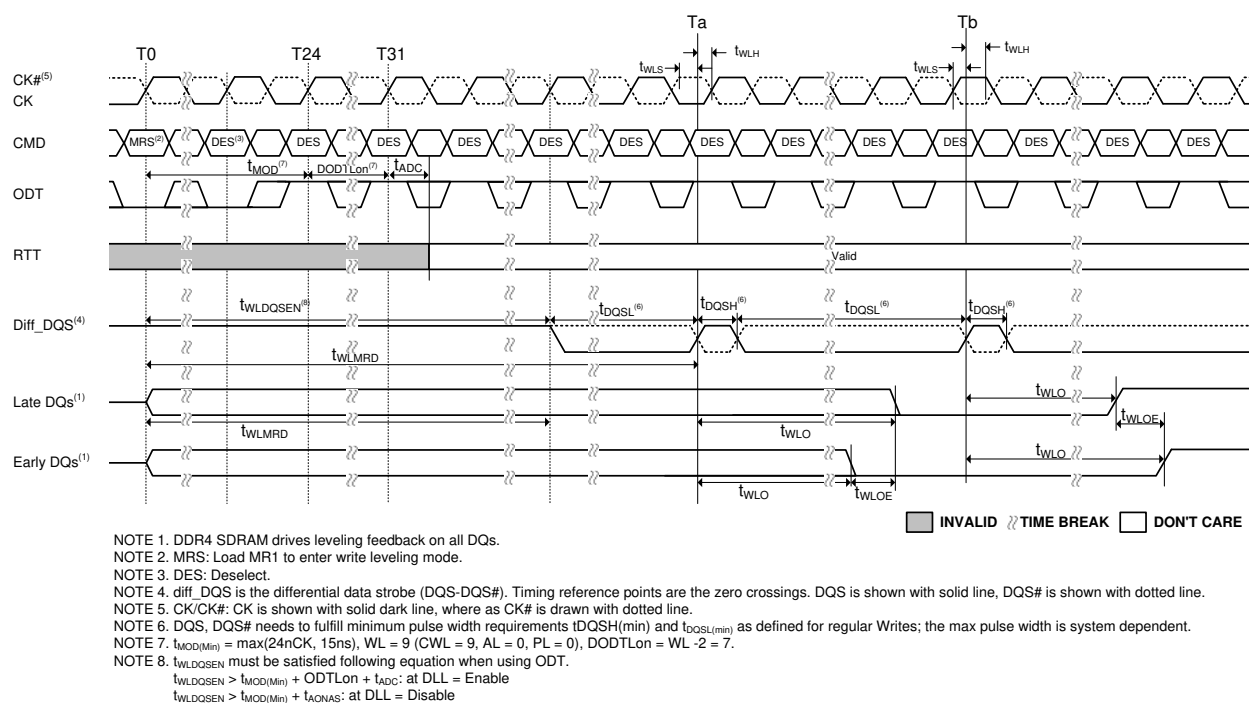 Ta Tb
T0 T24 T31
tWLH tWLH
tWLS tWLS
CK#(5)
CK
CMD MRS(2) DES(3) DES DES DES DES DES DES DES DES DES DES DES DES
tMOD(7) DODTLon(7) tADC
ODT
RTT Valid
tWLDQSEN(8) tDQSL(6) tDQSH(6) tDQSL(6) tDQSH(6)
Diff_DQS(4)
tWLMRD
Late DQs(1) tWLO
tWLMRD tWLO tWLOE
Early DQs(1) tWLO
tWLO tWLOE
INVALID TIME BREAK DON'T CARE
NOTE 1. DDR4 SDRAM drives leveling feedback on all DQs.
NOTE 2. MRS: Load MR1 to enter write leveling mode.
NOTE 3. DES: Deselect.
NOTE 4. diff_DQS is the differential data strobe (DQS-DQS#). Timing reference points are the zero crossings. DQS is shown with solid line, DQS# is shown with dotted line.
NOTE 5. CK/CK#: CK is shown with solid dark line, where as CK# is drawn with dotted line.
NOTE 6. DQS, DQS# needs to fulfill minimum pulse width requirements tDQSH(min) and tDQSL(min) as defined for regular Writes; the max pulse width is system dependent.
NOTE 7. tMOD(Min) = max(24nCK, 15ns), WL = 9 (CWL = 9, AL = 0, PL = 0), DODTLon = WL -2 = 7.
NOTE 8. tWLDQSEN must be satisfied following equation when using ODT.
tWLDQSEN > tMOD(Min) + ODTLon + tADC: at DLL = Enable
tWLDQSEN > tMOD(Min) + tAONAS: at DLL = Disable